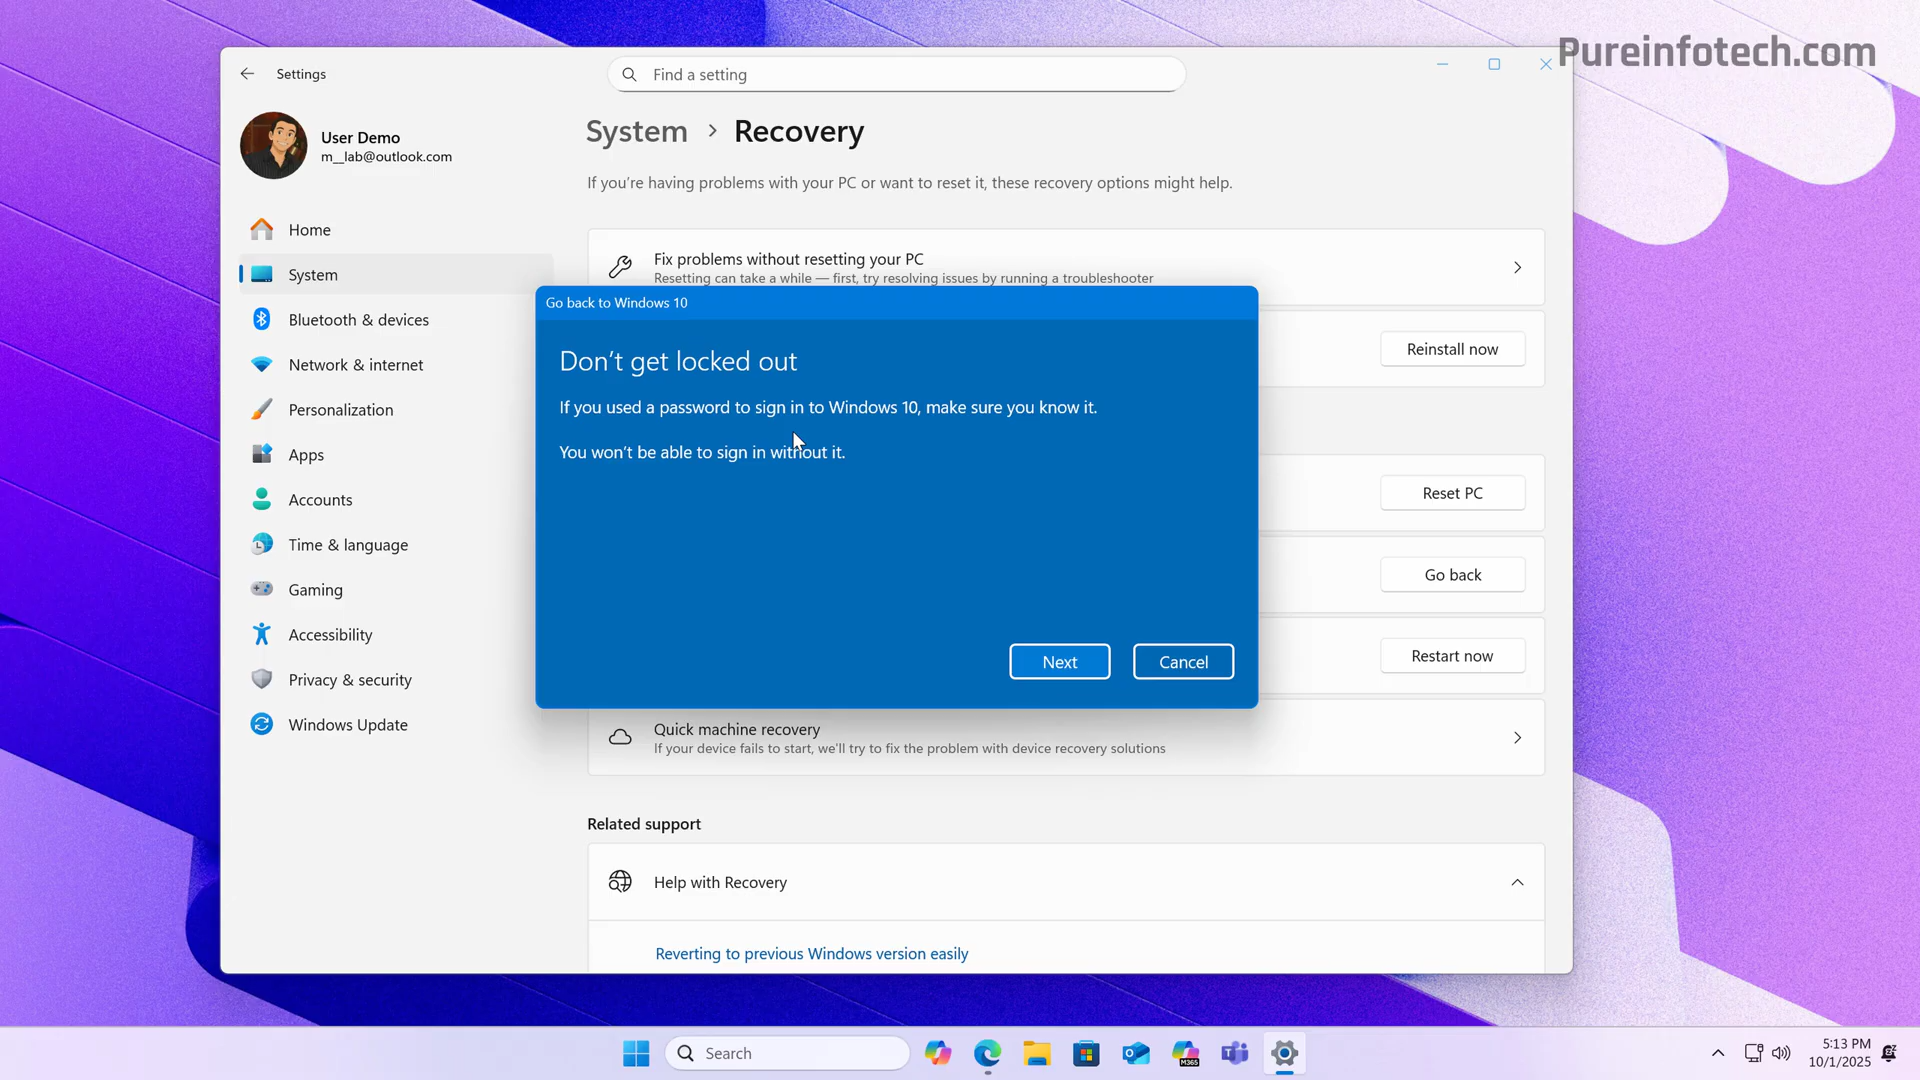 Pureinfotech.com
Settings
Find a setting
User Demo
m__lab@outlook.com
Home
System
Bluetooth & devices
Network & internet
Personalization
Apps
Accounts
Time & language
Gaming
Accessibility
Privacy & security
Windows Update
System > Recovery
If you're having problems with your PC or want to reset it, these recovery options might help.
Fix problems without resetting your PC
Resetting can take a while — first, try resolving issues by running a troubleshooter
Reinstall now
Reset PC
Go back
Restart now
Go back to Windows 10
Don't get locked out
If you used a password to sign in to Windows 10, make sure you know it.
You won't be able to sign in without it.
Next
Cancel
Quick machine recovery
If your device fails to start, we'll try to fix the problem with device recovery solutions
Related support
Help with Recovery
Reverting to previous Windows version easily
Search
M365
5:13 PM
10/1/2025